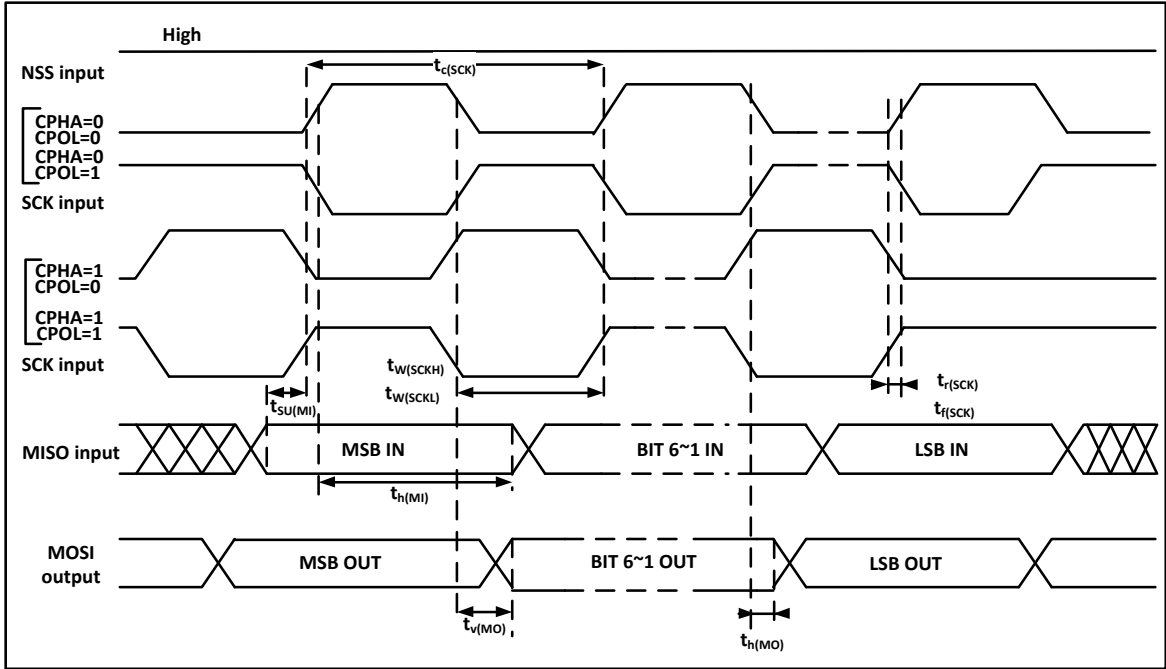 High
NSS input
tc(SCK)
CPHA=0
CPOL=0
CPHA=0
CPOL=1
SCK input
CPHA=1
CPOL=0
CPHA=1
CPOL=1
SCK input
tW(SCKH)
tW(SCKL)
tr(SCK)
tf(SCK)
tSU(MI)
MISO input
MSB IN
BIT 6~1 IN
LSB IN
th(MI)
MOSI
output
MSB OUT
BIT 6~1 OUT
LSB OUT
tv(MO)
th(MO)